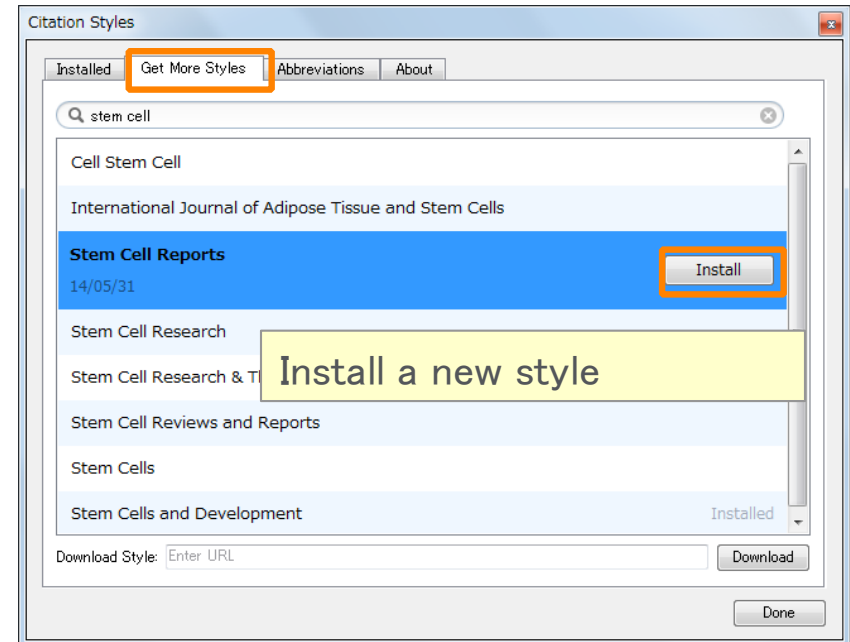 Citation Styles
Installed Get More Styles Abbreviations About
stem cell
Cell Stem Cell
International Journal of Adipose Tissue and Stem Cells
Stem Cell Reports
14/05/31
Install
Stem Cell Research
Stem Cell Research & T
Install a new style
Stem Cell Reviews and Reports
Stem Cells
Stem Cells and Development Installed
Download Style: Enter URL Download
Done